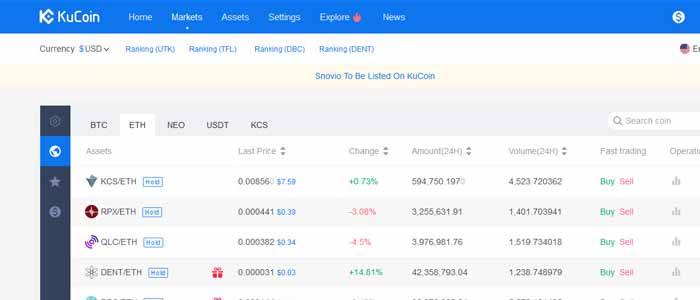 KuCoin Home Markets Assets Settings Explore News
Currency $USD Ranking (UTK) Ranking (TFL) Ranking (DBC) Ranking (DENT)
Snovio To Be Listed On KuCoin
BTC ETH NEO USDT KCS Search coin
Assets Last Price Change Amount(24H) Volume(24H) Fast trading
KCS/ETH Hold 0.008560 $7.59 +0.73% 594,750.1970 4,523.720362 Buy Sell
RPX/ETH Hold 0.000441 $0.39 -3.08% 3,255,631.91 1,401.703941 Buy Sell
QLC/ETH Hold 0.000382 $0.34 -4.5% 3,976,981.76 1,519.734018 Buy Sell
DENT/ETH Hold 0.000031 $0.03 +14.81% 42,358,793.04 1,238.748979 Buy Sell